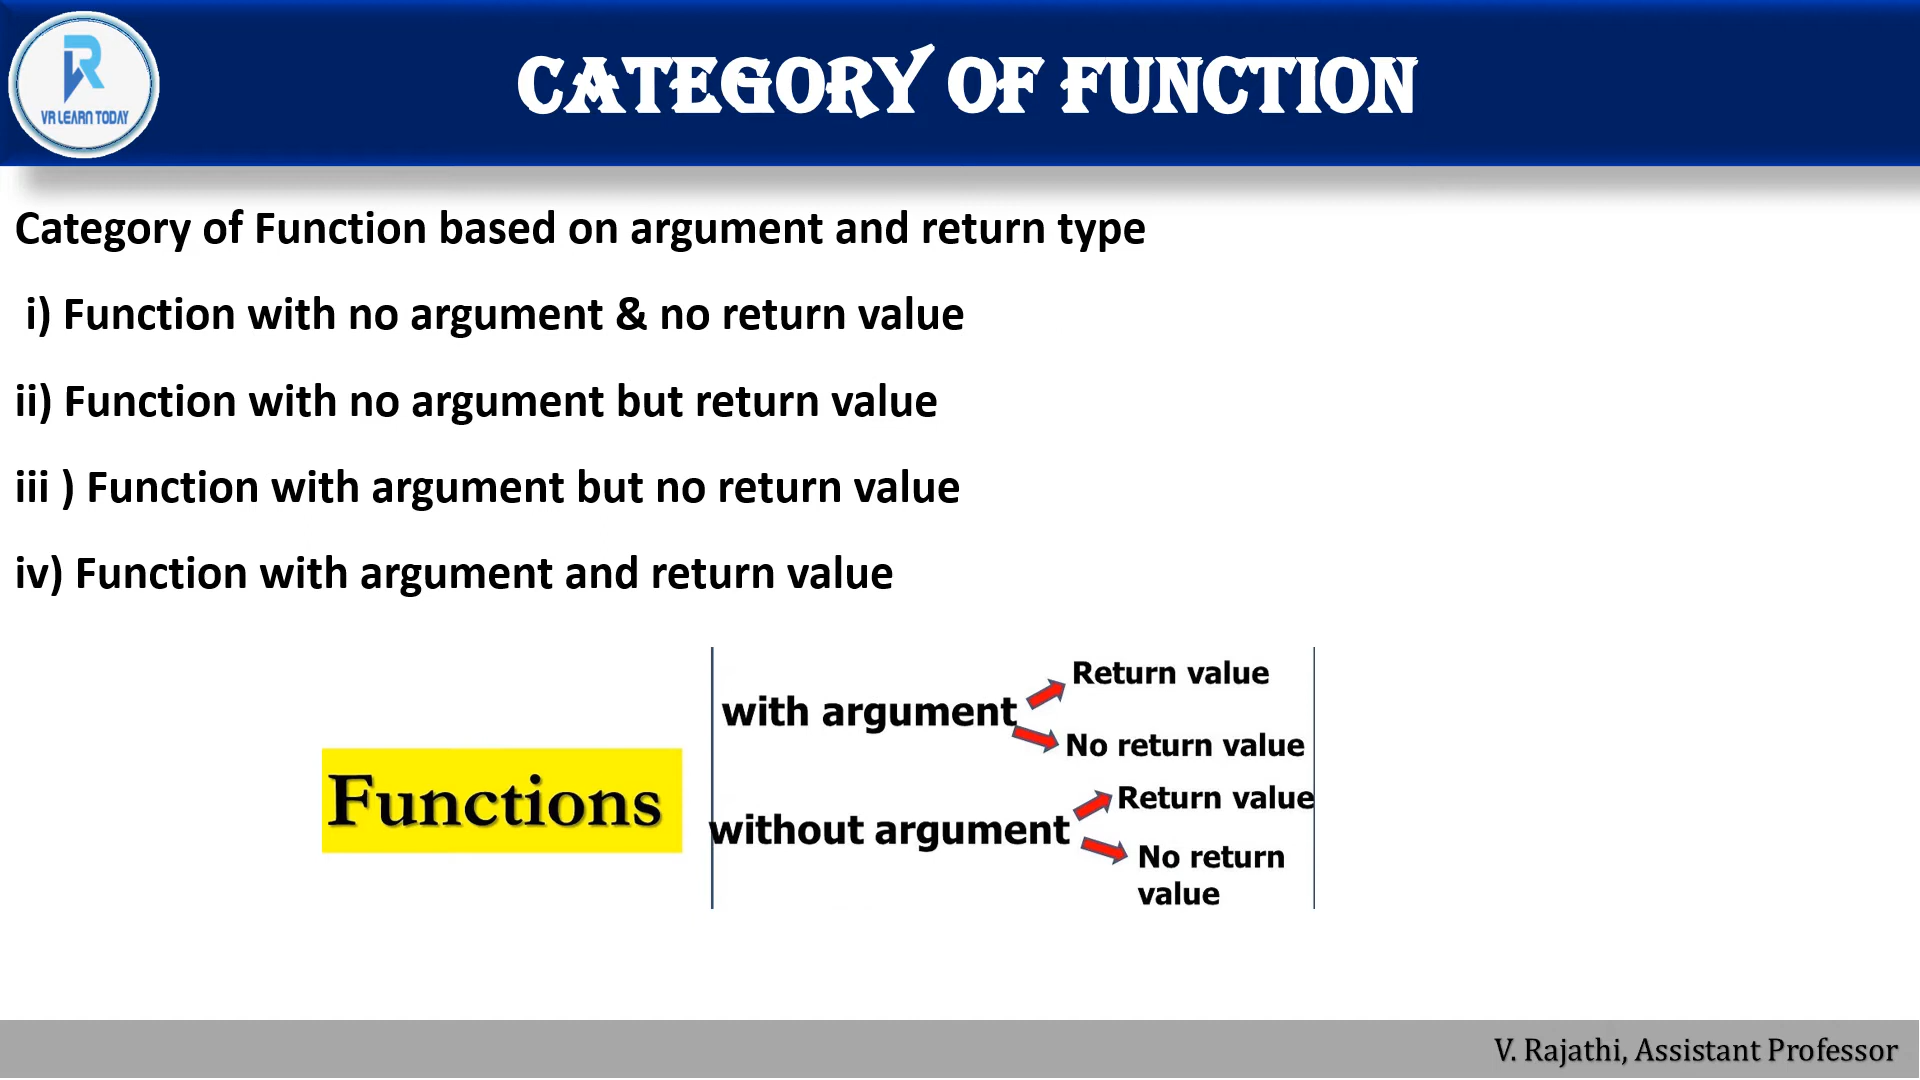 VR LEARN TODAY
CATEGORY OF FUNCTION
Category of Function based on argument and return type
i) Function with no argument & no return value
ii) Function with no argument but return value
iii ) Function with argument but no return value
iv) Function with argument and return value
Functions
with argument
Return value
No return value
without argument
Return value
No return
value
V. Rajathi, Assistant Professor